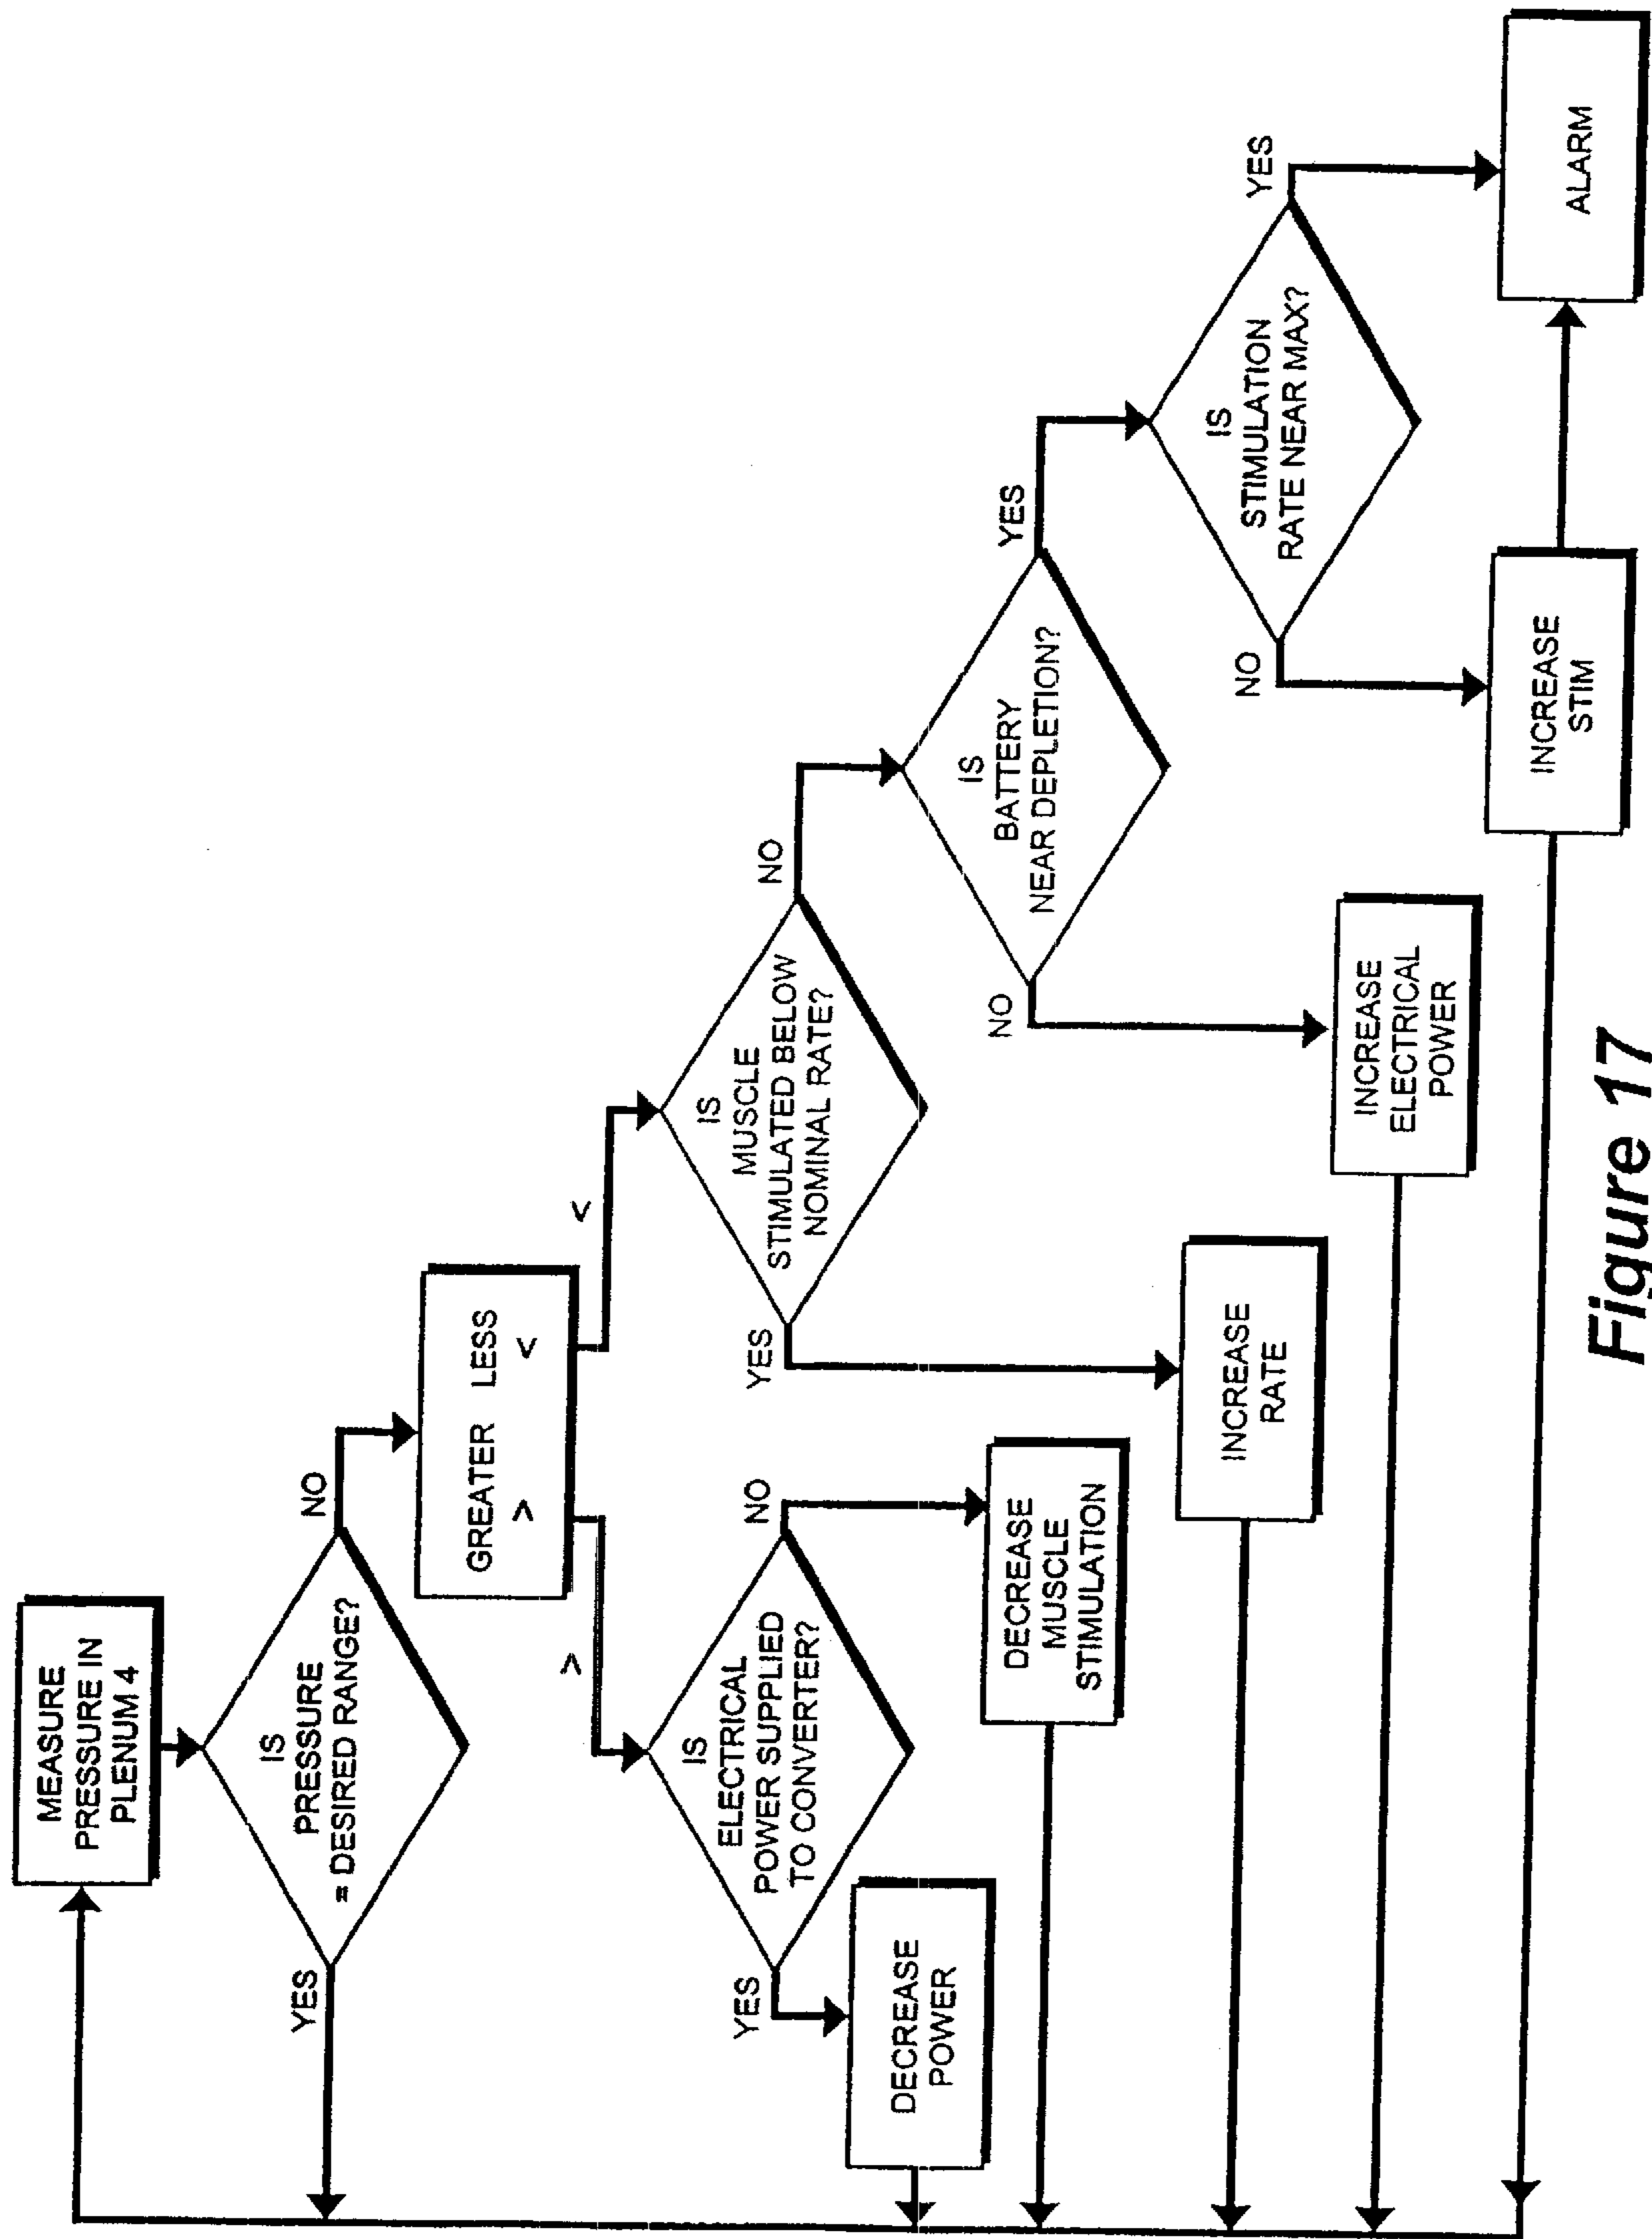 MEASURE
PRESSURE IN
PLENUM 4
IS
PRESSURE
= DESIRED RANGE?
YES
NO
GREATER LESS
> <
>
<
IS
ELECTRICAL
POWER SUPPLIED
TO CONVERTER?
YES
NO
DECREASE
POWER
DECREASE
MUSCLE
STIMULATION
IS
MUSCLE
STIMULATED BELOW
NOMINAL RATE?
YES
NO
INCREASE
RATE
IS
BATTERY
NEAR DEPLETION?
NO
YES
INCREASE
ELECTRICAL
POWER
IS
STIMULATION
RATE NEAR MAX?
NO
YES
INCREASE
STIM
ALARM
Figure 17